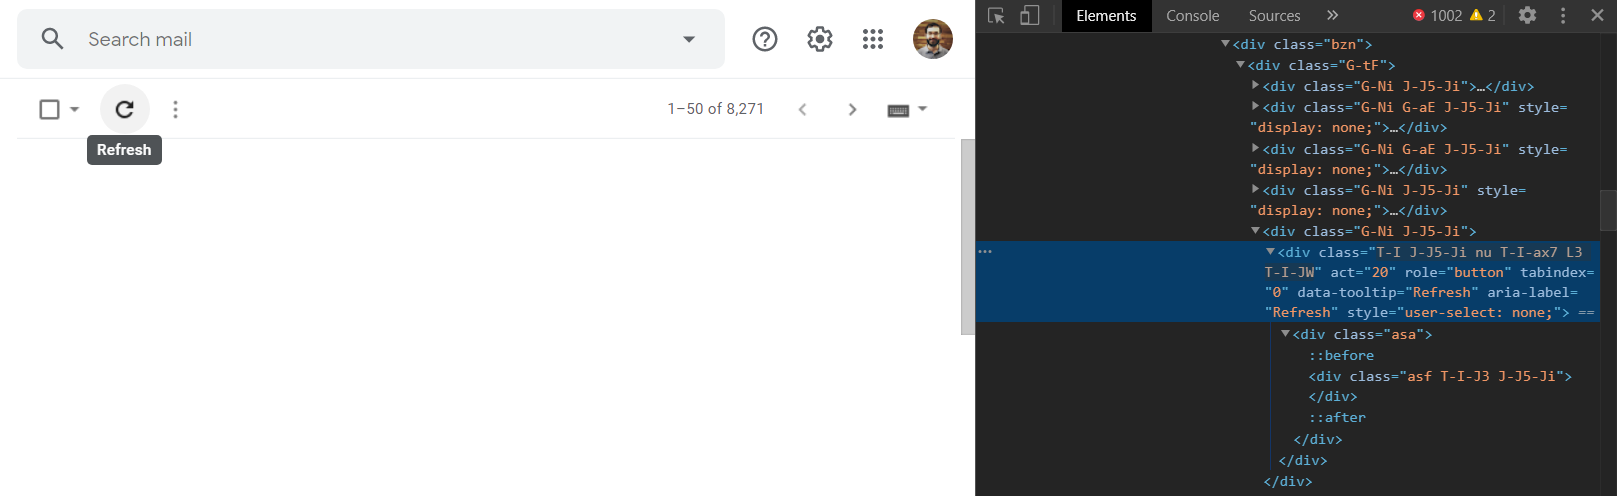 Search mail
1–50 of 8,271
Refresh
Elements Console Sources » 1002 2
<div class="bzn">
<div class="G-tF">
<div class="G-Ni J-J5-Ji">…</div>
<div class="G-Ni G-aE J-J5-Ji" style=
"display: none;">…</div>
<div class="G-Ni G-aE J-J5-Ji" style=
"display: none;">…</div>
<div class="G-Ni J-J5-Ji" style=
"display: none;">…</div>
<div class="G-Ni J-J5-Ji">
<div class="T-I J-J5-Ji nu T-I-ax7 L3
T-I-JW" act="20" role="button" tabindex=
"0" data-tooltip="Refresh" aria-label=
"Refresh" style="user-select: none;"> ==
<div class="asa">
::before
<div class="asf T-I-J3 J-J5-Ji">
</div>
::after
</div>
</div>
</div>